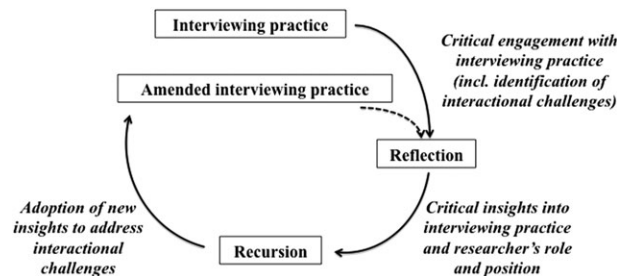 Interviewing practice
Critical engagement with
interviewing practice
(incl. identification of
interactional challenges)
Amended interviewing practice
Reflection
Adoption of new
insights to address
interactional
challenges
Critical insights into
interviewing practice
and researcher's role
and position
Recursion